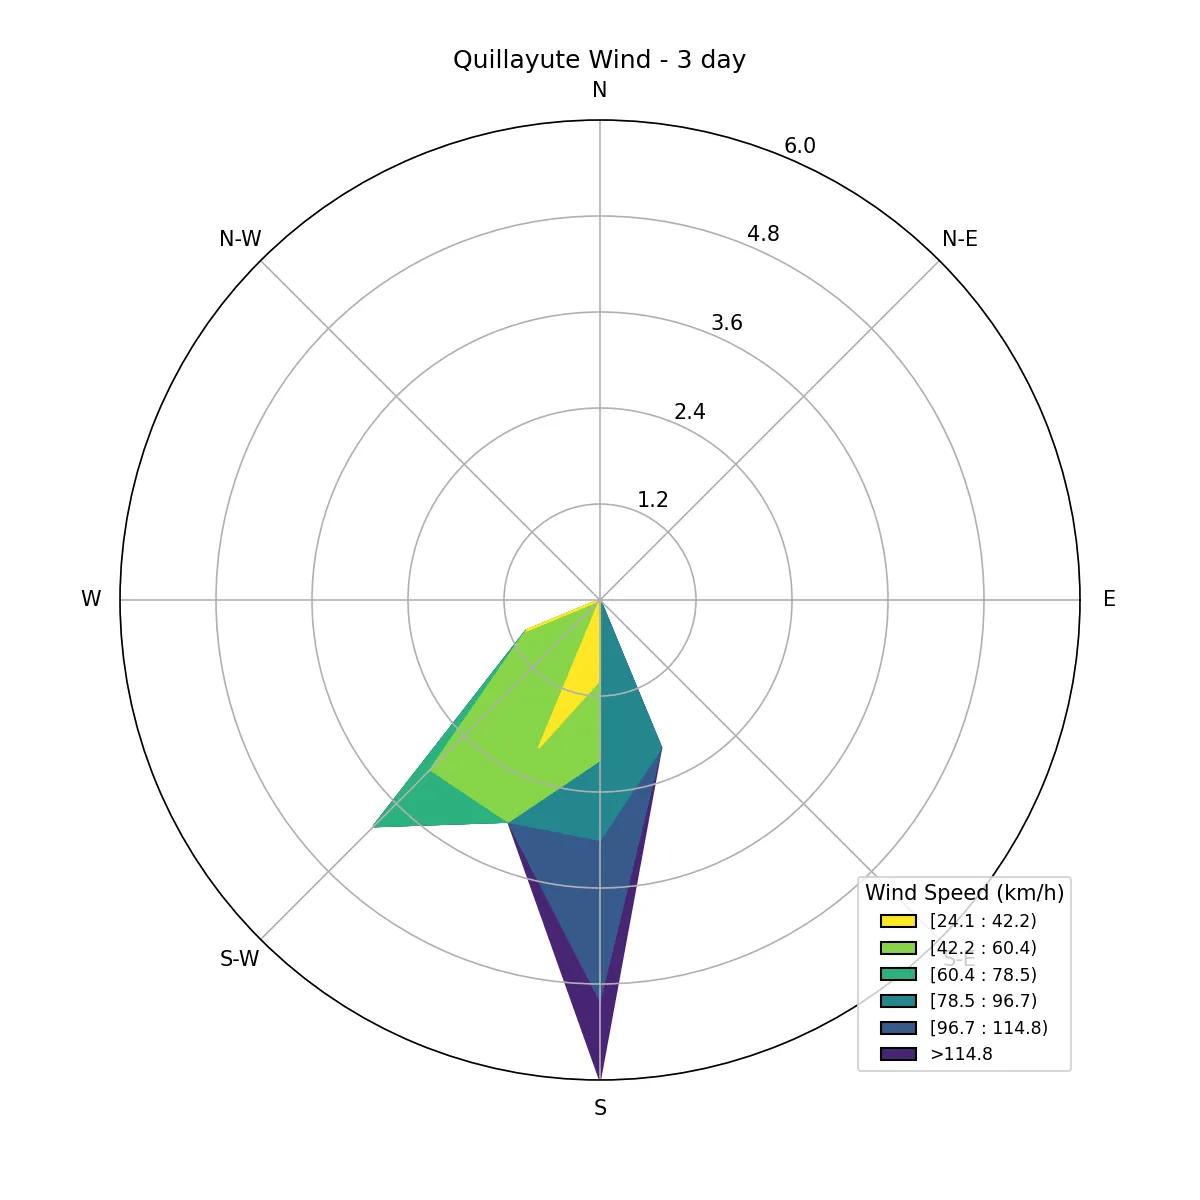 Quillayute Wind - 3 day
N
6.0
N-W
N-E
4.8
3.6
2.4
1.2
W
E
S-W
S-E
Wind Speed (km/h)
[24.1 : 42.2)
[42.2 : 60.4)
[60.4 : 78.5)
[78.5 : 96.7)
[96.7 : 114.8)
>114.8
S